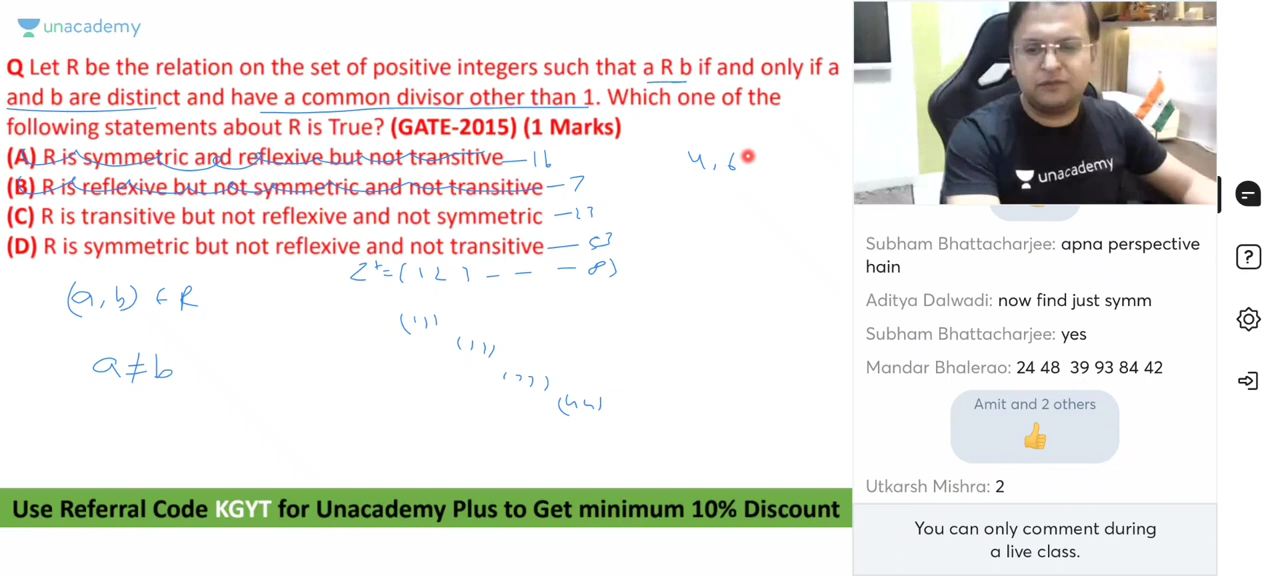 unacademy
Q Let R be the relation on the set of positive integers such that a R b if and only if a
and b are distinct and have a common divisor other than 1. Which one of the
following statements about R is True? (GATE-2015) (1 Marks)
(A) R is symmetric and reflexive but not transitive – 16
(B) R is reflexive but not symmetric and not transitive – 7
(C) R is transitive but not reflexive and not symmetric – 23
(D) R is symmetric but not reflexive and not transitive – 53
4, 6
(a, b) ∈ R
a ≠ b
Use Referral Code KGYT for Unacademy Plus to Get minimum 10% Discount
unacademy
Subham Bhattacharjee: apna perspective
hain
Aditya Dalwadi: now find just symm
Subham Bhattacharjee: yes
Mandar Bhalerao: 24 48 39 93 84 42
Amit and 2 others
Utkarsh Mishra: 2
You can only comment during
a live class.